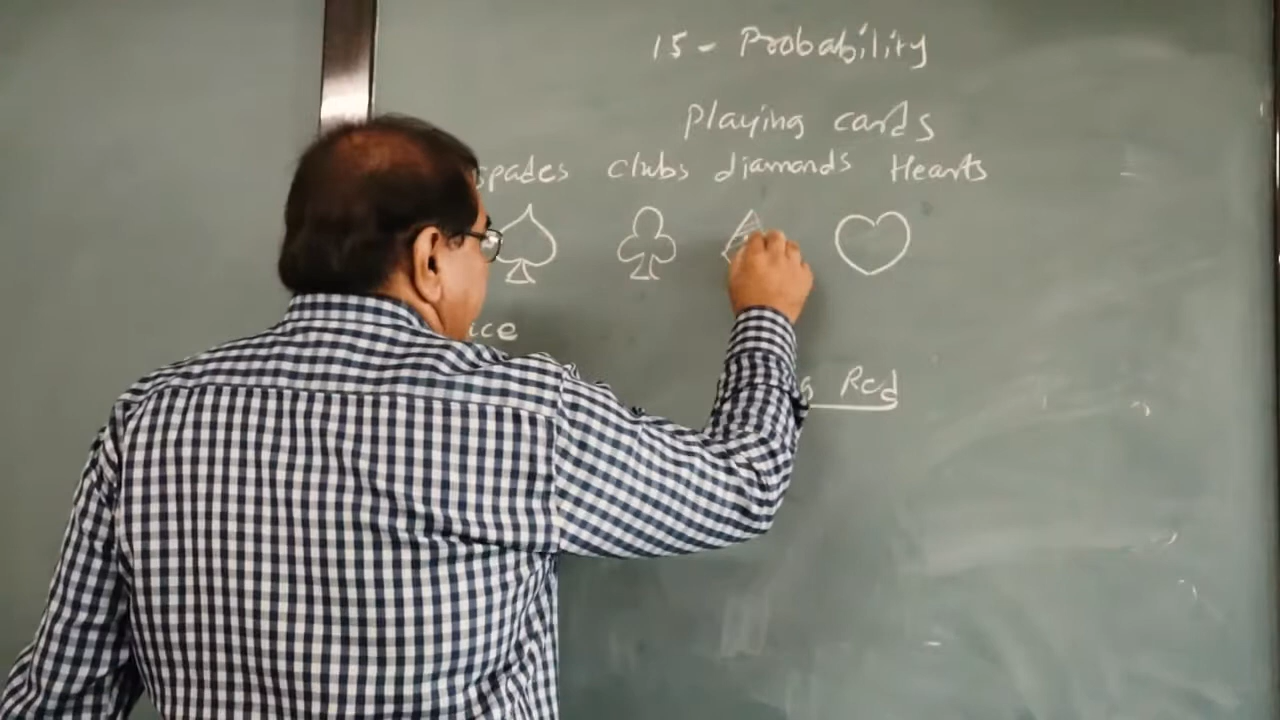 15 - Probability
Playing cards
spades clubs diamonds Hearts
Red